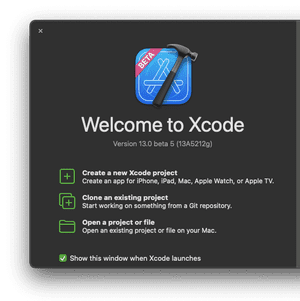 BETA
Welcome to Xcode
Version 13.0 beta 5 (13A5212g)
Create a new Xcode project
Create an app for iPhone, iPad, Mac, Apple Watch, or Apple TV.
Clone an existing project
Start working on something from a Git repository.
Open a project or file
Open an existing project or file on your Mac.
Show this window when Xcode launches